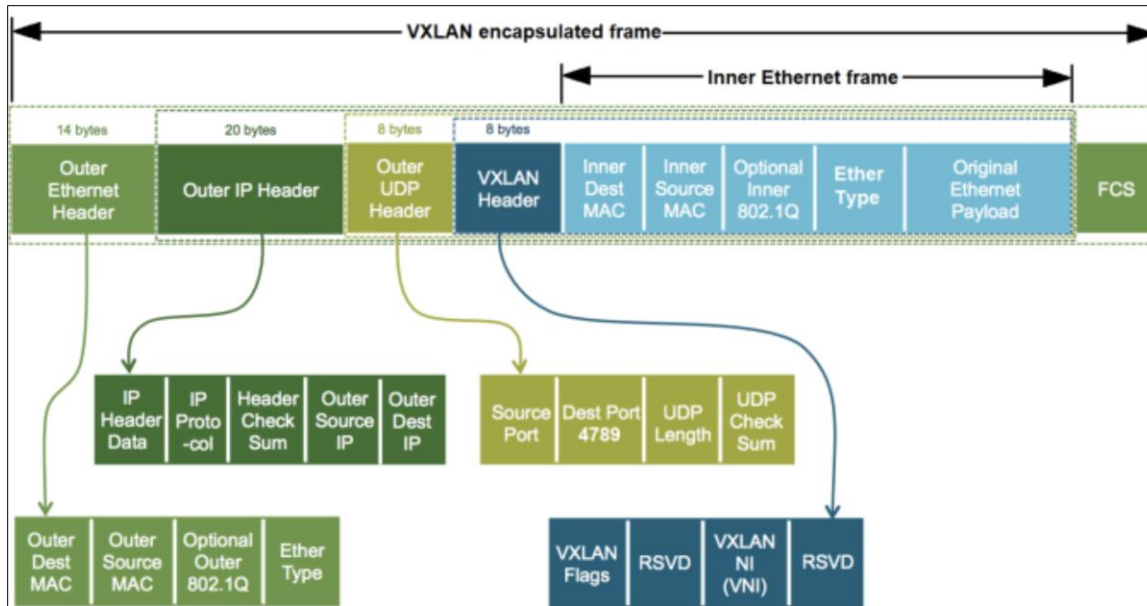 VXLAN encapsulated frame
Inner Ethernet frame
14 bytes
20 bytes
8 bytes
8 bytes
Outer
Ethernet
Header
Outer IP Header
Outer
UDP
Header
VXLAN
Header
Inner
Dest
MAC
Inner
Source
MAC
Optional
Inner
802.1Q
Ether
Type
Original
Ethernet
Payload
FCS
IP
Header
Data
IP
Proto
-col
Header
Check
Sum
Outer
Source
IP
Outer
Dest
IP
Source
Port
Dest Port
4789
UDP
Length
UDP
Check
Sum
Outer
Dest
MAC
Outer
Source
MAC
Optional
Outer
802.1Q
Ether
Type
VXLAN
Flags
RSVD
VXLAN
NI
(VNI)
RSVD